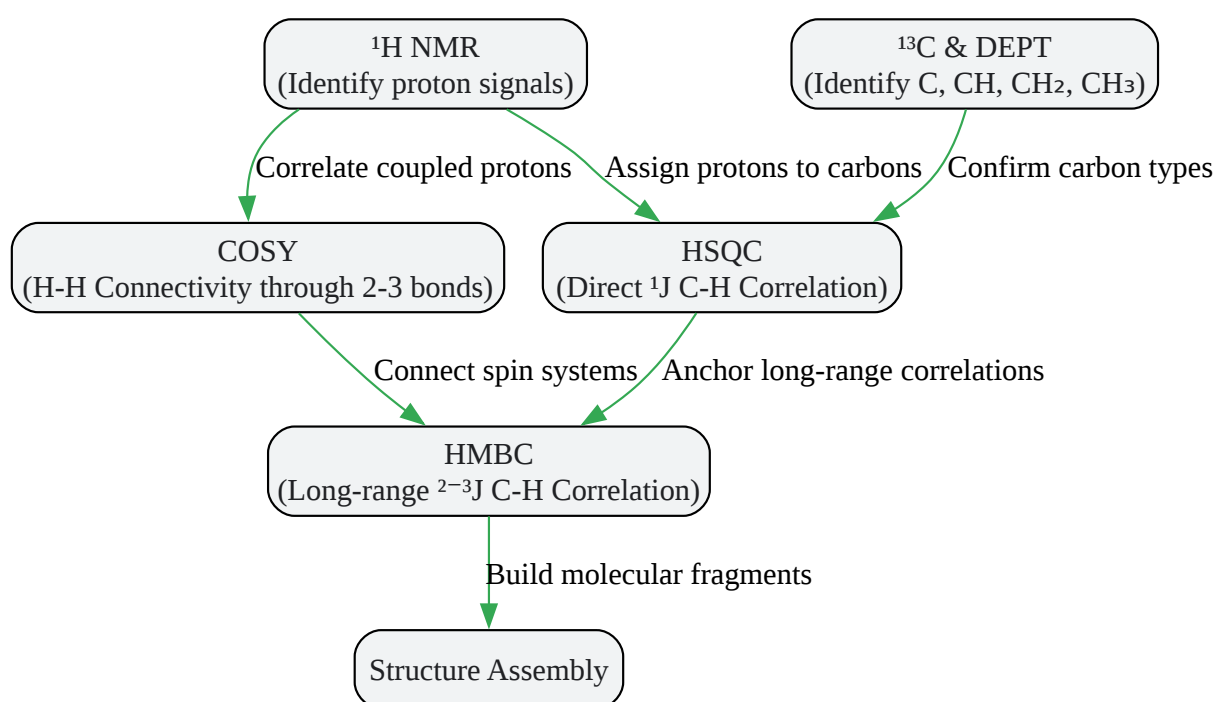 ¹H NMR
(Identify proton signals)
¹³C & DEPT
(Identify C, CH, CH₂, CH₃)
Correlate coupled protons
Assign protons to carbons
Confirm carbon types
COSY
(H-H Connectivity through 2-3 bonds)
HSQC
(Direct ¹J C-H Correlation)
Connect spin systems
Anchor long-range correlations
HMBC
(Long-range ²⁻³J C-H Correlation)
Build molecular fragments
Structure Assembly